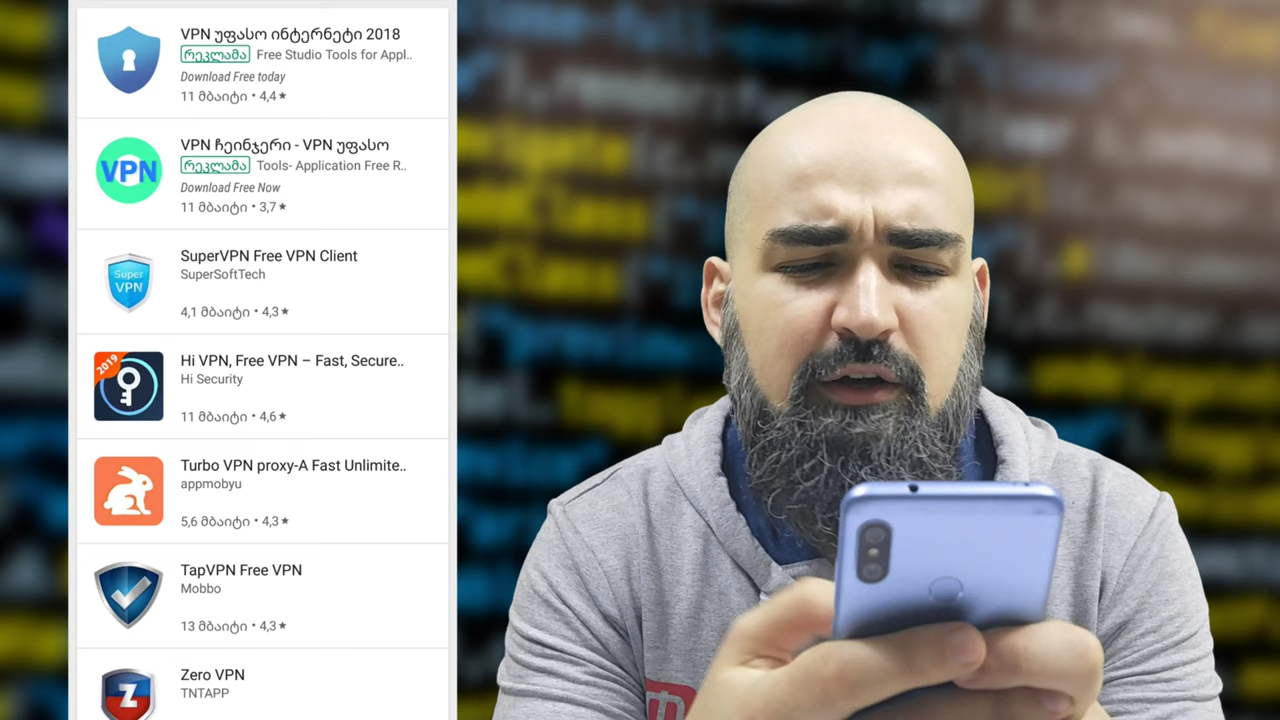 VPN უფასო ინტერნეტი 2018
რეკლამა Free Studio Tools for Appl..
Download Free today
11 მბაიტი • 4,4★
VPN
VPN ჩეინჯერი - VPN უფასო
რეკლამა Tools- Application Free R..
Download Free Now
11 მბაიტი • 3,7★
Super
VPN
SuperVPN Free VPN Client
SuperSoftTech
4,1 მბაიტი • 4,3★
2019
Hi VPN, Free VPN – Fast, Secure..
Hi Security
11 მბაიტი • 4,6★
Turbo VPN proxy-A Fast Unlimite..
appmobyu
5,6 მბაიტი • 4,3★
TapVPN Free VPN
Mobbo
13 მბაიტი • 4,3★
Z
Zero VPN
TNTAPP